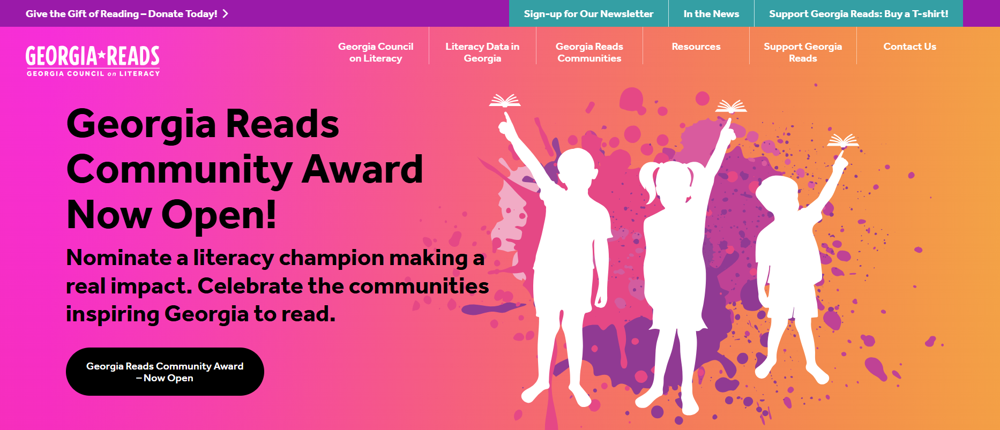 Give the Gift of Reading – Donate Today!
Sign-up for Our Newsletter
In the News
Support Georgia Reads: Buy a T-shirt!
GEORGIA★READS
GEORGIA COUNCIL on LITERACY
Georgia Council
on Literacy
Literacy Data in
Georgia
Georgia Reads
Communities
Resources
Support Georgia
Reads
Contact Us
Georgia Reads
Community Award
Now Open!
Nominate a literacy champion making a
real impact. Celebrate the communities
inspiring Georgia to read.
Georgia Reads Community Award
– Now Open